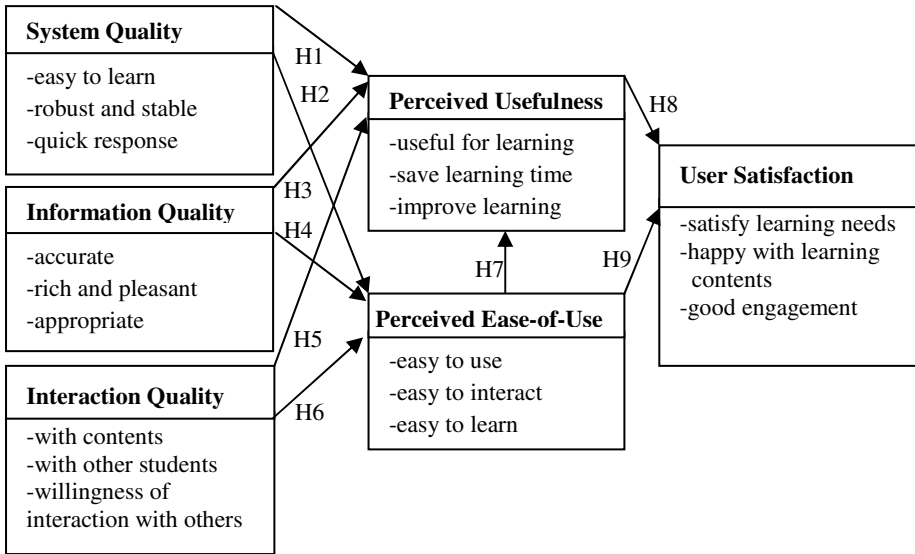 System Quality
-easy to learn
-robust and stable
-quick response
Information Quality
-accurate
-rich and pleasant
-appropriate
Interaction Quality
-with contents
-with other students
-willingness of
interaction with others
H1
H2
H3
H4
H5
H6
Perceived Usefulness
-useful for learning
-save learning time
-improve learning
H7
Perceived Ease-of-Use
-easy to use
-easy to interact
-easy to learn
H8
H9
User Satisfaction
-satisfy learning needs
-happy with learning
contents
-good engagement